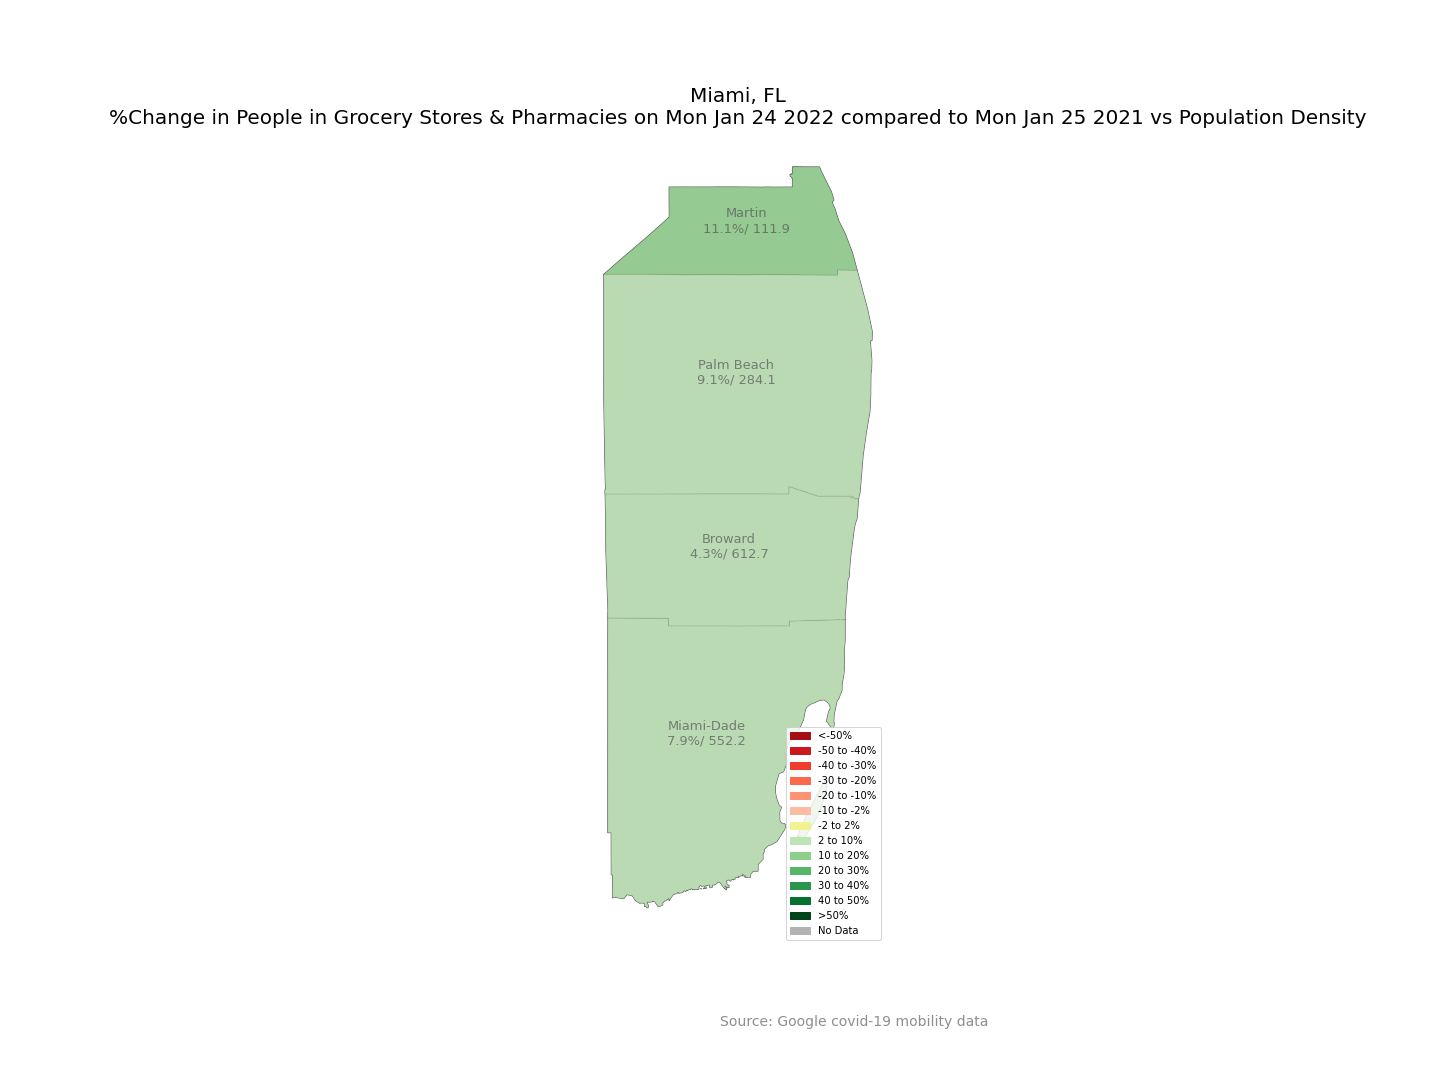 Miami, FL
%Change in People in Grocery Stores & Pharmacies on Mon Jan 24 2022 compared to Mon Jan 25 2021 vs Population Density
Martin
11.1%/ 111.9
Palm Beach
9.1%/ 284.1
Broward
4.3%/ 612.7
Miami-Dade
7.9%/ 552.2
<-50%
-50 to -40%
-40 to -30%
-30 to -20%
-20 to -10%
-10 to -2%
-2 to 2%
2 to 10%
10 to 20%
20 to 30%
30 to 40%
40 to 50%
>50%
No Data
Source: Google covid-19 mobility data